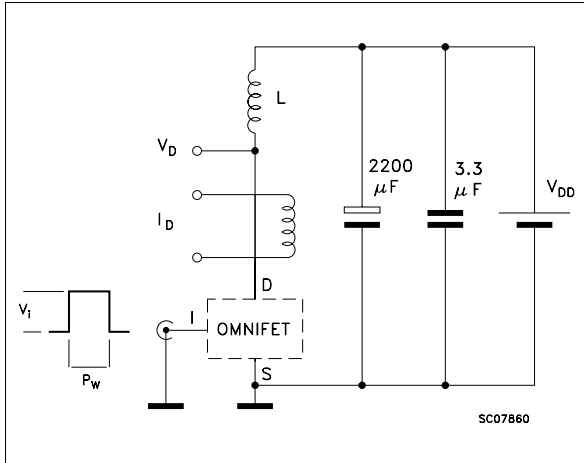 L
V_D
2200
μF
3.3
μF
V_DD
I_D
D
V_i
I
OMNIFET
S
P_W
SC07860